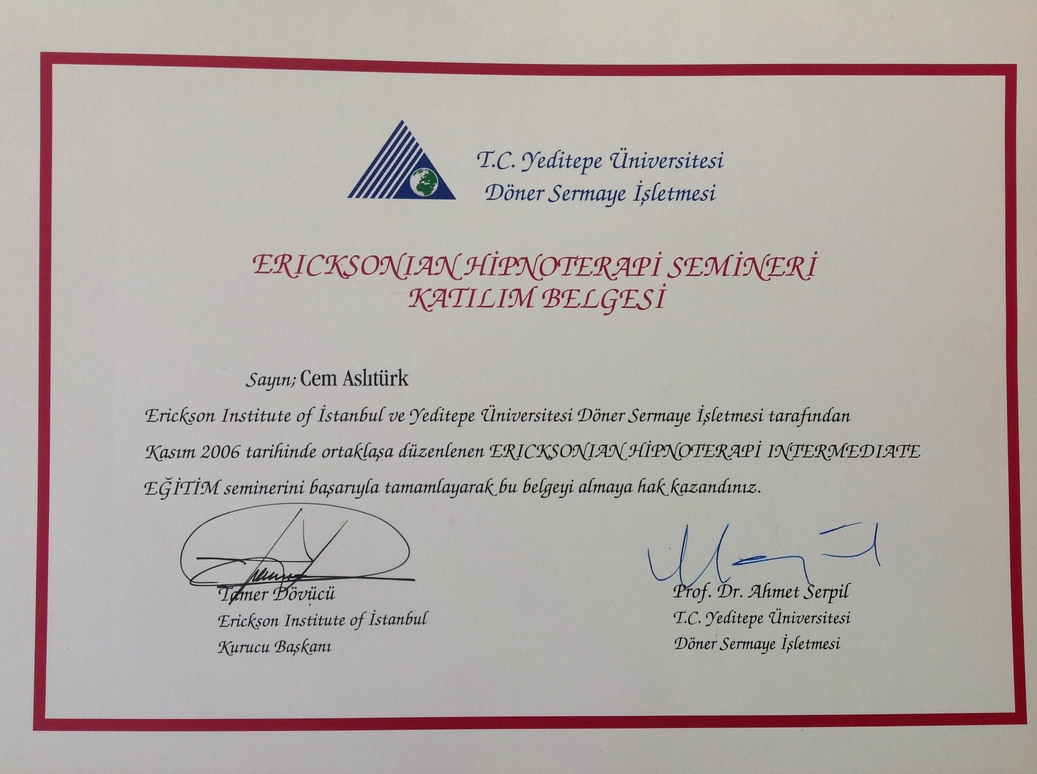 T.C. Yeditepe Üniversitesi
Döner Sermaye İşletmesi
ERICKSONIAN HİPNOTERAPİ SEMİNERİ
KATILIM BELGESİ
Sayın; Cem Aslıtürk
Erickson Institute of İstanbul ve Yeditepe Üniversitesi Döner Sermaye İşletmesi tarafından
Kasım 2006 tarihinde ortaklaşa düzenlenen ERICKSONIAN HİPNOTERAPİ INTERMEDIATE
EĞİTİM seminerini başarıyla tamamlayarak bu belgeyi almaya hak kazandınız.
Tamer Dövücü
Erickson Institute of İstanbul
Kurucu Başkanı
Prof. Dr. Ahmet Serpil
T.C. Yeditepe Üniversitesi
Döner Sermaye İşletmesi